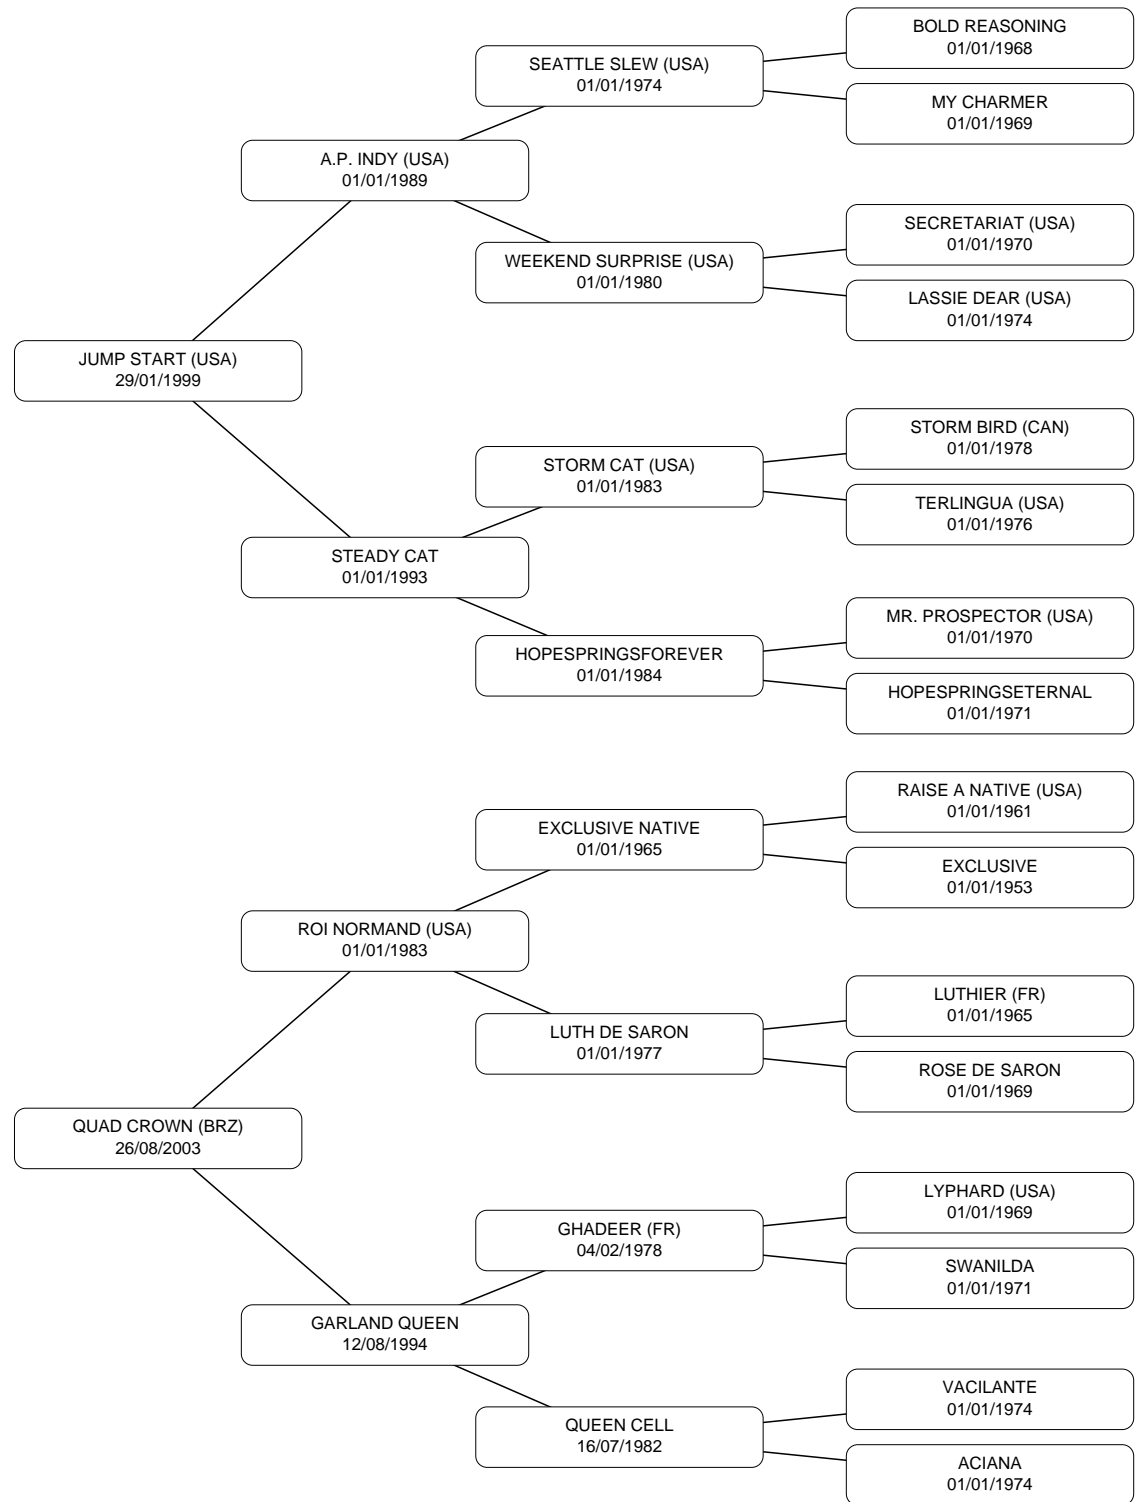 BOLD REASONING
01/01/1968
SEATTLE SLEW (USA)
01/01/1974
MY CHARMER
01/01/1969
A.P. INDY (USA)
01/01/1989
SECRETARIAT (USA)
01/01/1970
WEEKEND SURPRISE (USA)
01/01/1980
LASSIE DEAR (USA)
01/01/1974
JUMP START (USA)
29/01/1999
STORM BIRD (CAN)
01/01/1978
STORM CAT (USA)
01/01/1983
TERLINGUA (USA)
01/01/1976
STEADY CAT
01/01/1993
MR. PROSPECTOR (USA)
01/01/1970
HOPESPRINGSFOREVER
01/01/1984
HOPESPRINGSETERNAL
01/01/1971
RAISE A NATIVE (USA)
01/01/1961
EXCLUSIVE NATIVE
01/01/1965
EXCLUSIVE
01/01/1953
ROI NORMAND (USA)
01/01/1983
LUTHIER (FR)
01/01/1965
LUTH DE SARON
01/01/1977
ROSE DE SARON
01/01/1969
QUAD CROWN (BRZ)
26/08/2003
LYPHARD (USA)
01/01/1969
GHADEER (FR)
04/02/1978
SWANILDA
01/01/1971
GARLAND QUEEN
12/08/1994
VACILANTE
01/01/1974
QUEEN CELL
16/07/1982
ACIANA
01/01/1974